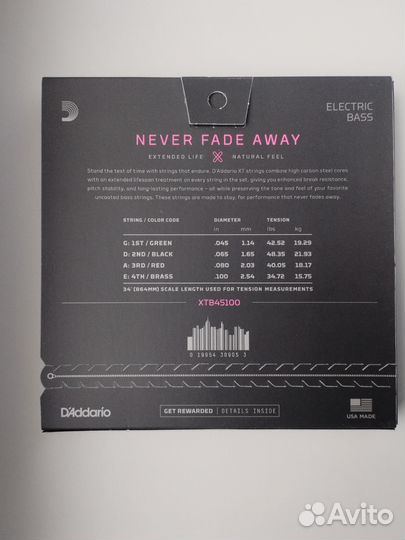 ELECTRIC
BASS
NEVER FADE AWAY
EXTENDED LIFE X NATURAL FEEL
Stand the test of time with strings that endure. D'Addario XT strings combine high carbon steel cores
with an extended lifespan treatment on every string in the set, giving you enhanced break resistance,
pitch stability, and long-lasting performance – all while preserving the tone and feel of your favorite
uncoated bass strings. These strings are made to stay, for performance that never fades away.
STRING / COLOR CODE DIAMETER TENSION
in mm lbs kg
G: 1ST / GREEN .045 1.14 42.52 19.29
D: 2ND / BLACK .065 1.65 48.35 21.93
A: 3RD / RED .080 2.03 40.05 18.17
E: 4TH / BRASS .100 2.54 34.72 15.75
34" (864MM) SCALE LENGTH USED FOR TENSION MEASUREMENTS
XTB45100
0 19954 38905 3
D'Addario
GET REWARDED | DETAILS INSIDE
USA MADE
Avito